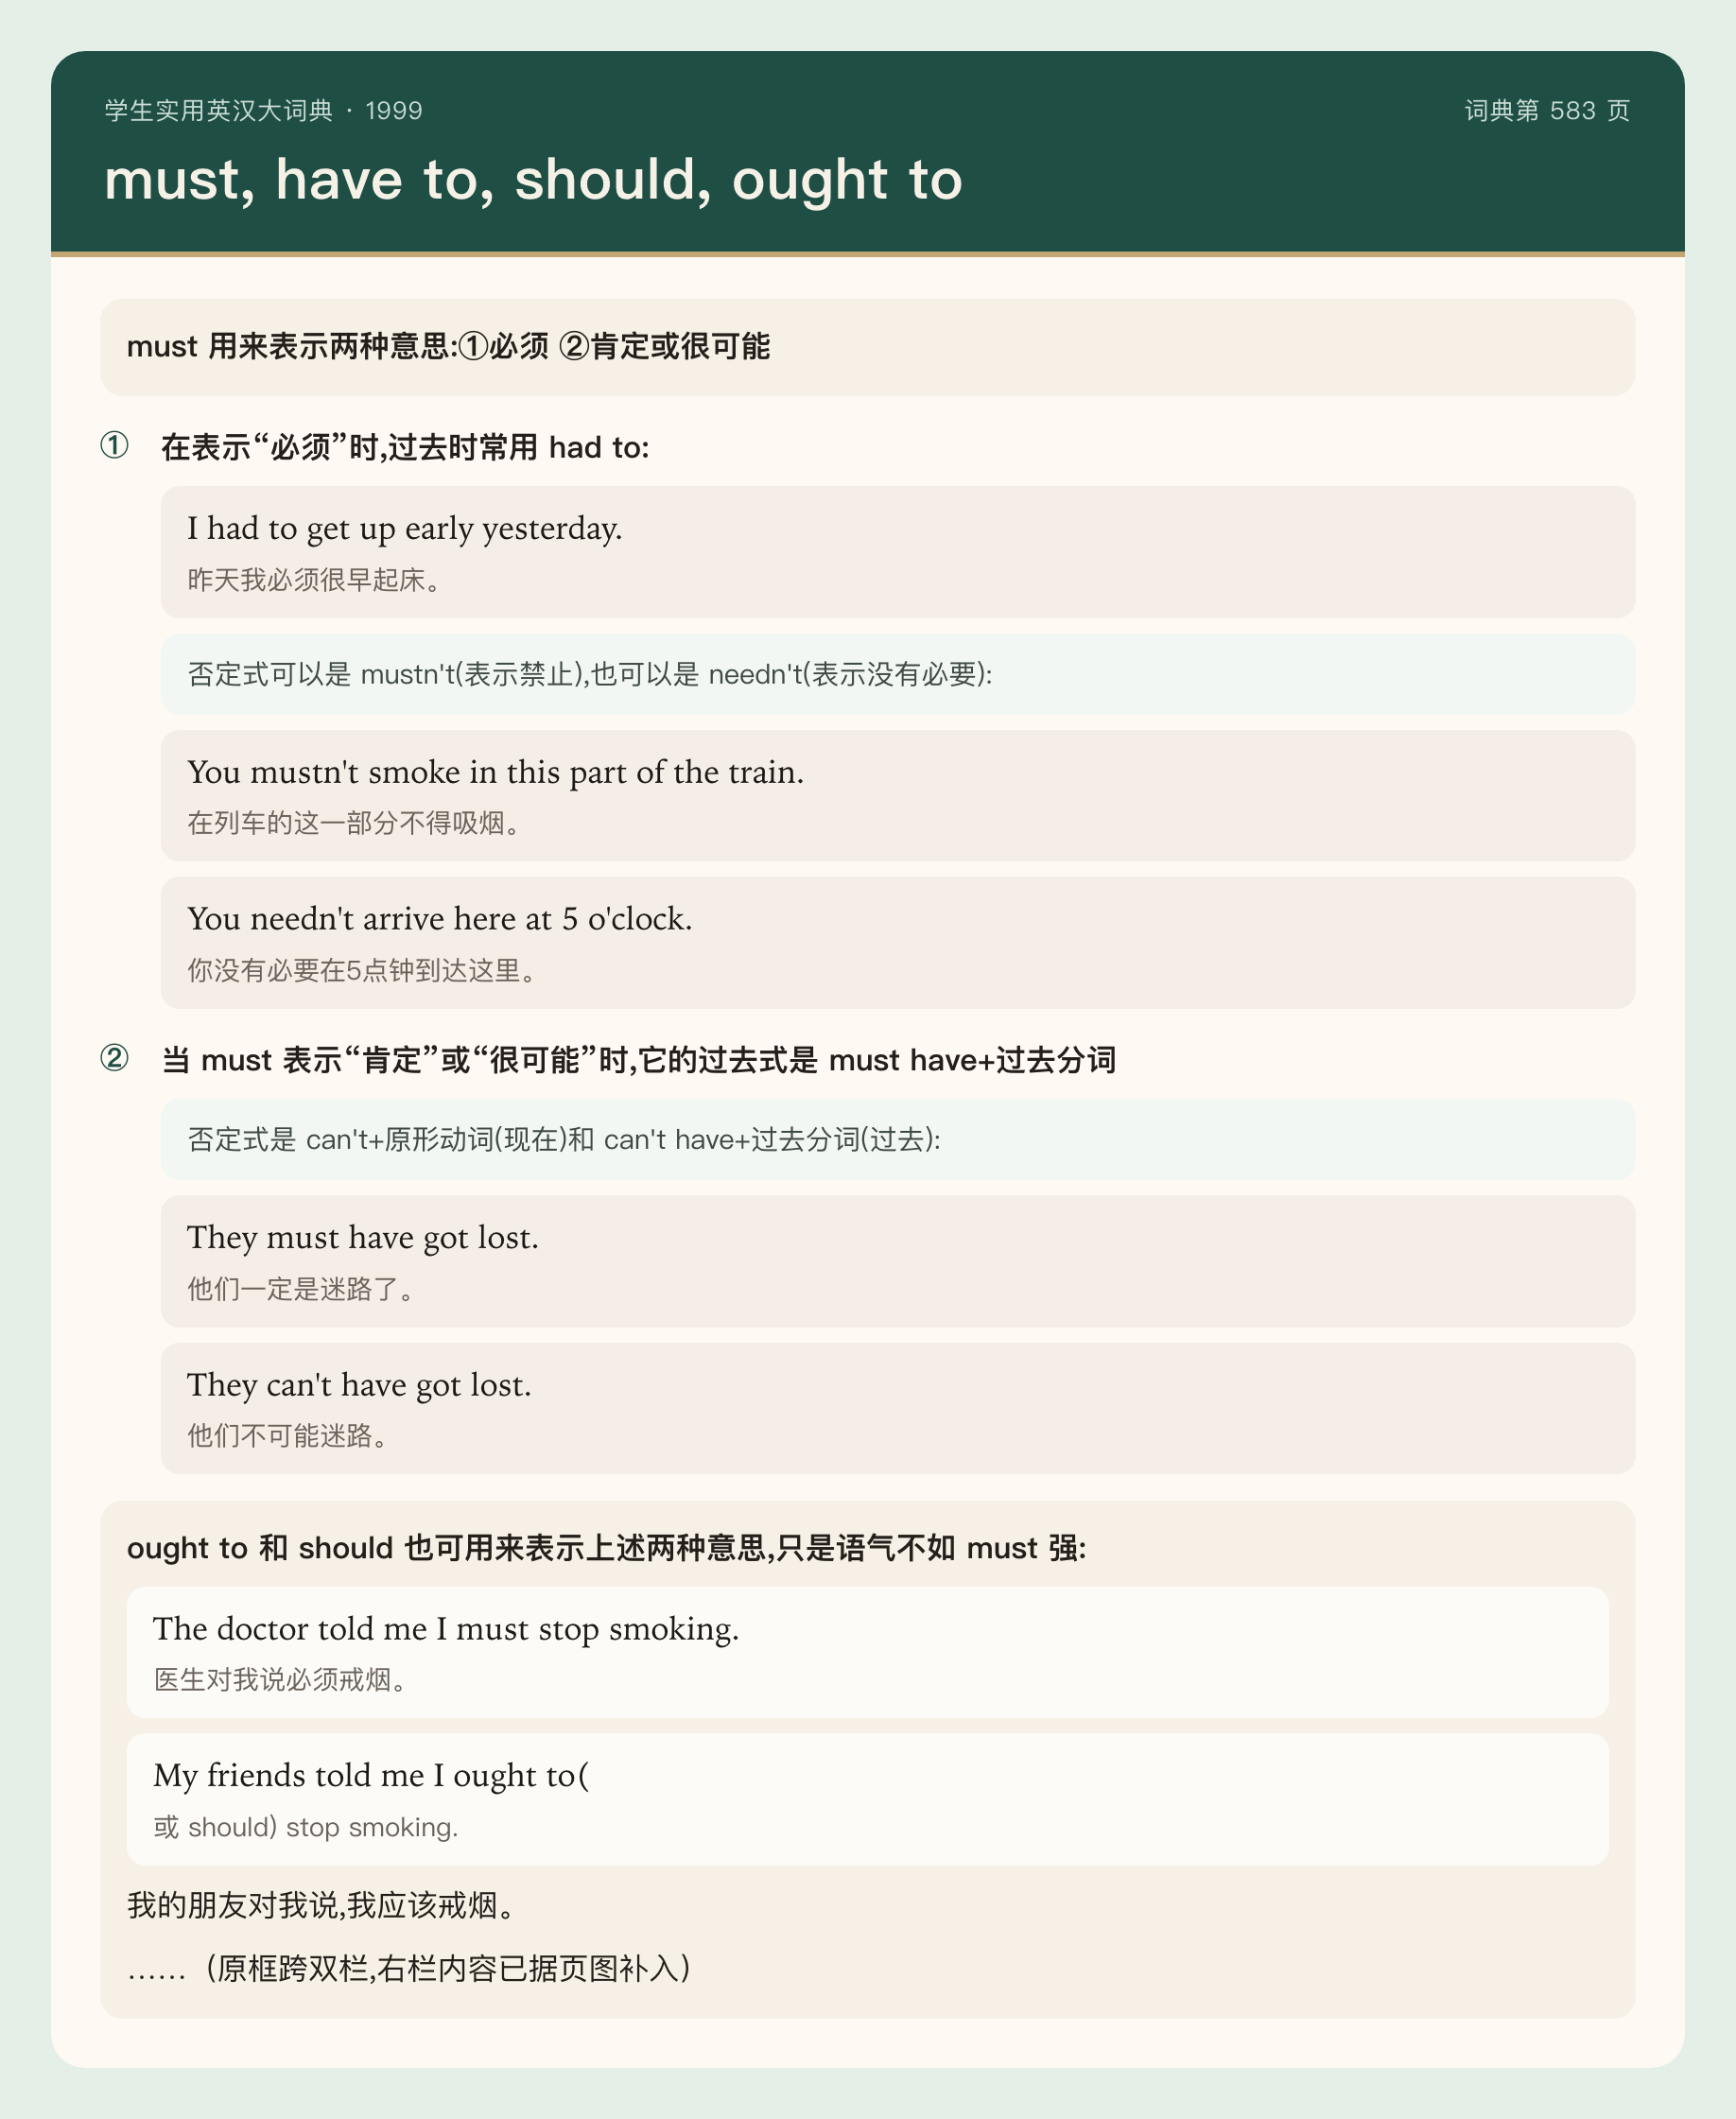 学生实用英汉大词典 · 1999
词典第 583 页
must, have to, should, ought to
must 用来表示两种意思:①必须 ②肯定或很可能
① 在表示“必须”时,过去时常用 had to:
I had to get up early yesterday.
昨天我必须很早起床。
否定式可以是 mustn't(表示禁止),也可以是 needn't(表示没有必要):
You mustn't smoke in this part of the train.
在列车的这一部分不得吸烟。
You needn't arrive here at 5 o'clock.
你没有必要在5点钟到达这里。
② 当 must 表示“肯定”或“很可能”时,它的过去式是 must have+过去分词
否定式是 can't+原形动词(现在)和 can't have+过去分词(过去):
They must have got lost.
他们一定是迷路了。
They can't have got lost.
他们不可能迷路。
ought to 和 should 也可用来表示上述两种意思,只是语气不如 must 强:
The doctor told me I must stop smoking.
医生对我说必须戒烟。
My friends told me I ought to(
或 should) stop smoking.
我的朋友对我说,我应该戒烟。
……（原框跨双栏,右栏内容已据页图补入）